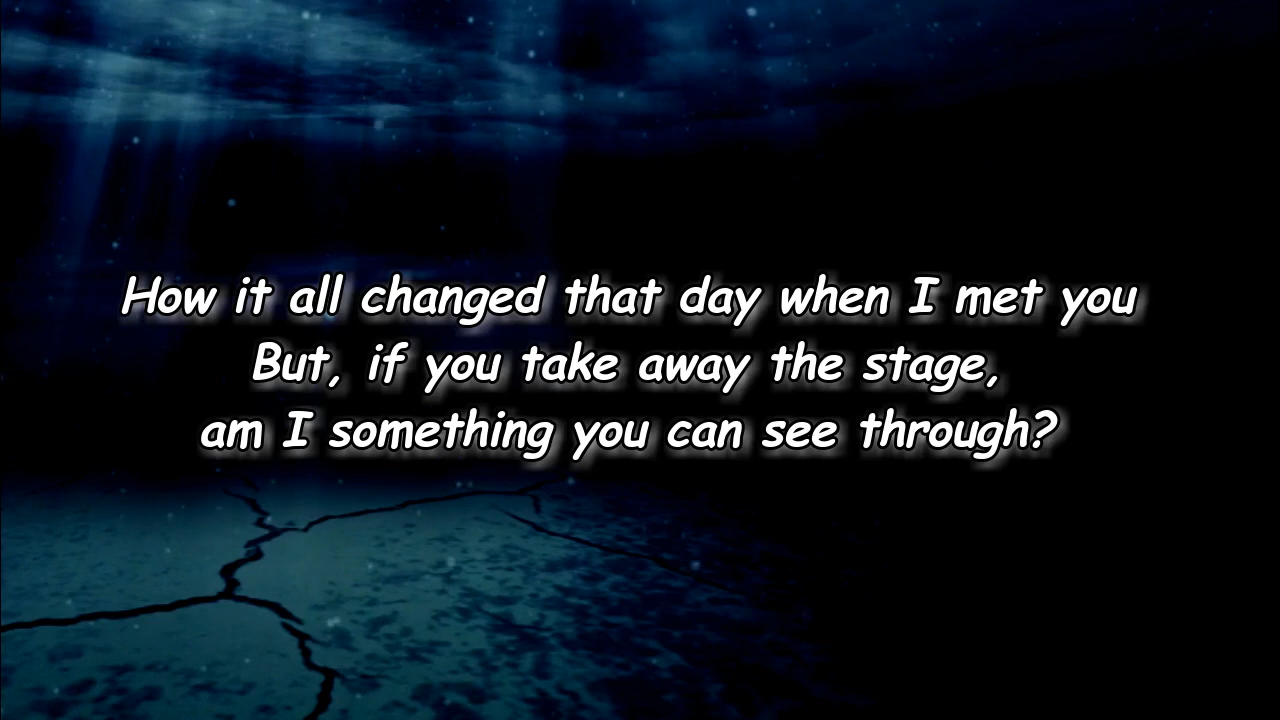 How it all changed that day when I met you
But, if you take away the stage,
am I something you can see through?